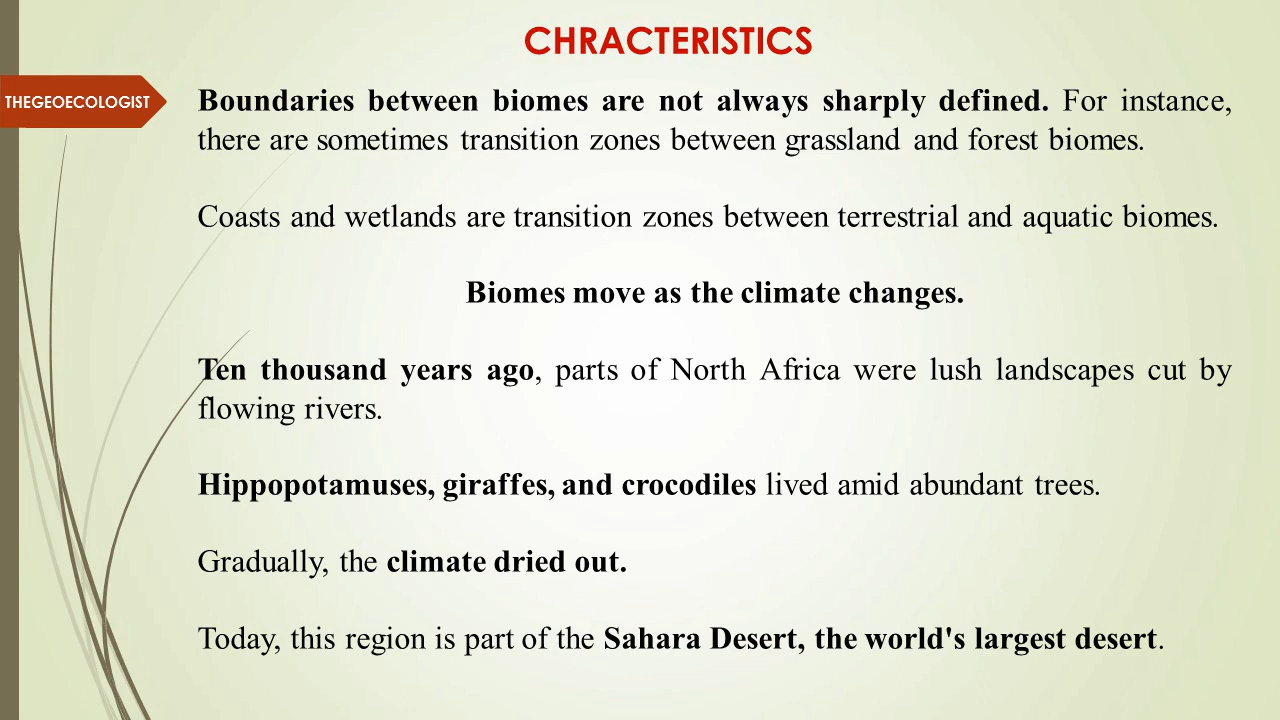 CHRACTERISTICS
THEGEOECOLOGIST
Boundaries between biomes are not always sharply defined. For instance,
there are sometimes transition zones between grassland and forest biomes.
Coasts and wetlands are transition zones between terrestrial and aquatic biomes.
Biomes move as the climate changes.
Ten thousand years ago, parts of North Africa were lush landscapes cut by
flowing rivers.
Hippopotamuses, giraffes, and crocodiles lived amid abundant trees.
Gradually, the climate dried out.
Today, this region is part of the Sahara Desert, the world's largest desert.